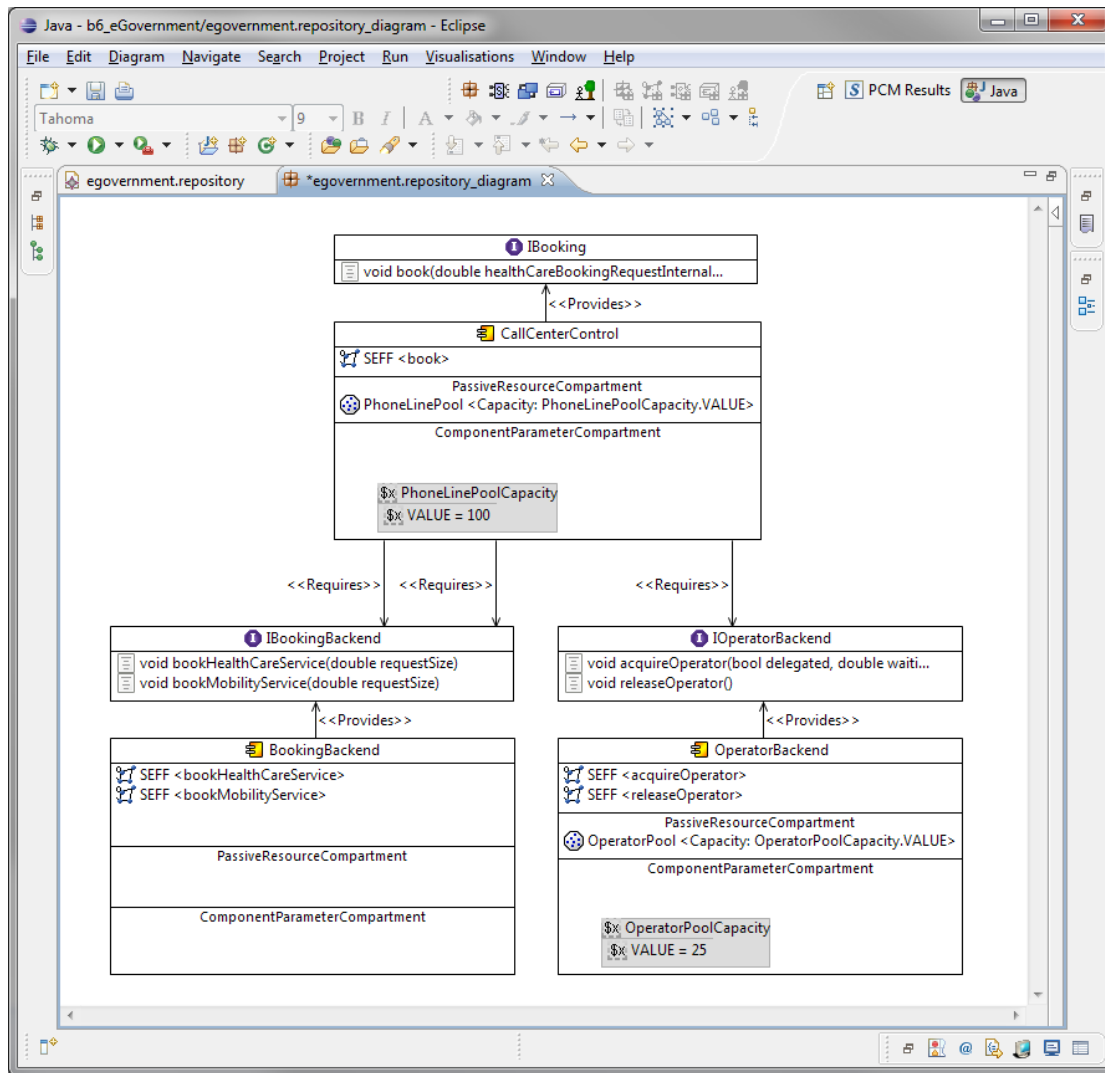 Java - b6_eGovernment/egovernment.repository_diagram - Eclipse
File Edit Diagram Navigate Search Project Run Visualisations Window Help
PCM Results Java
Tahoma 9 B I A
egovernment.repository *egovernment.repository_diagram
IBooking
void book(double healthCareBookingRequestInternal...
<<Provides>>
CallCenterControl
SEFF <book>
PassiveResourceCompartment
PhoneLinePool <Capacity: PhoneLinePoolCapacity.VALUE>
ComponentParameterCompartment
$x PhoneLinePoolCapacity
$x VALUE = 100
<<Requires>> <<Requires>> <<Requires>>
IBookingBackend
void bookHealthCareService(double requestSize)
void bookMobilityService(double requestSize)
IOperatorBackend
void acquireOperator(bool delegated, double waiti...
void releaseOperator()
<<Provides>> <<Provides>>
BookingBackend
SEFF <bookHealthCareService>
SEFF <bookMobilityService>
PassiveResourceCompartment
ComponentParameterCompartment
OperatorBackend
SEFF <acquireOperator>
SEFF <releaseOperator>
PassiveResourceCompartment
OperatorPool <Capacity: OperatorPoolCapacity.VALUE>
ComponentParameterCompartment
$x OperatorPoolCapacity
$x VALUE = 25